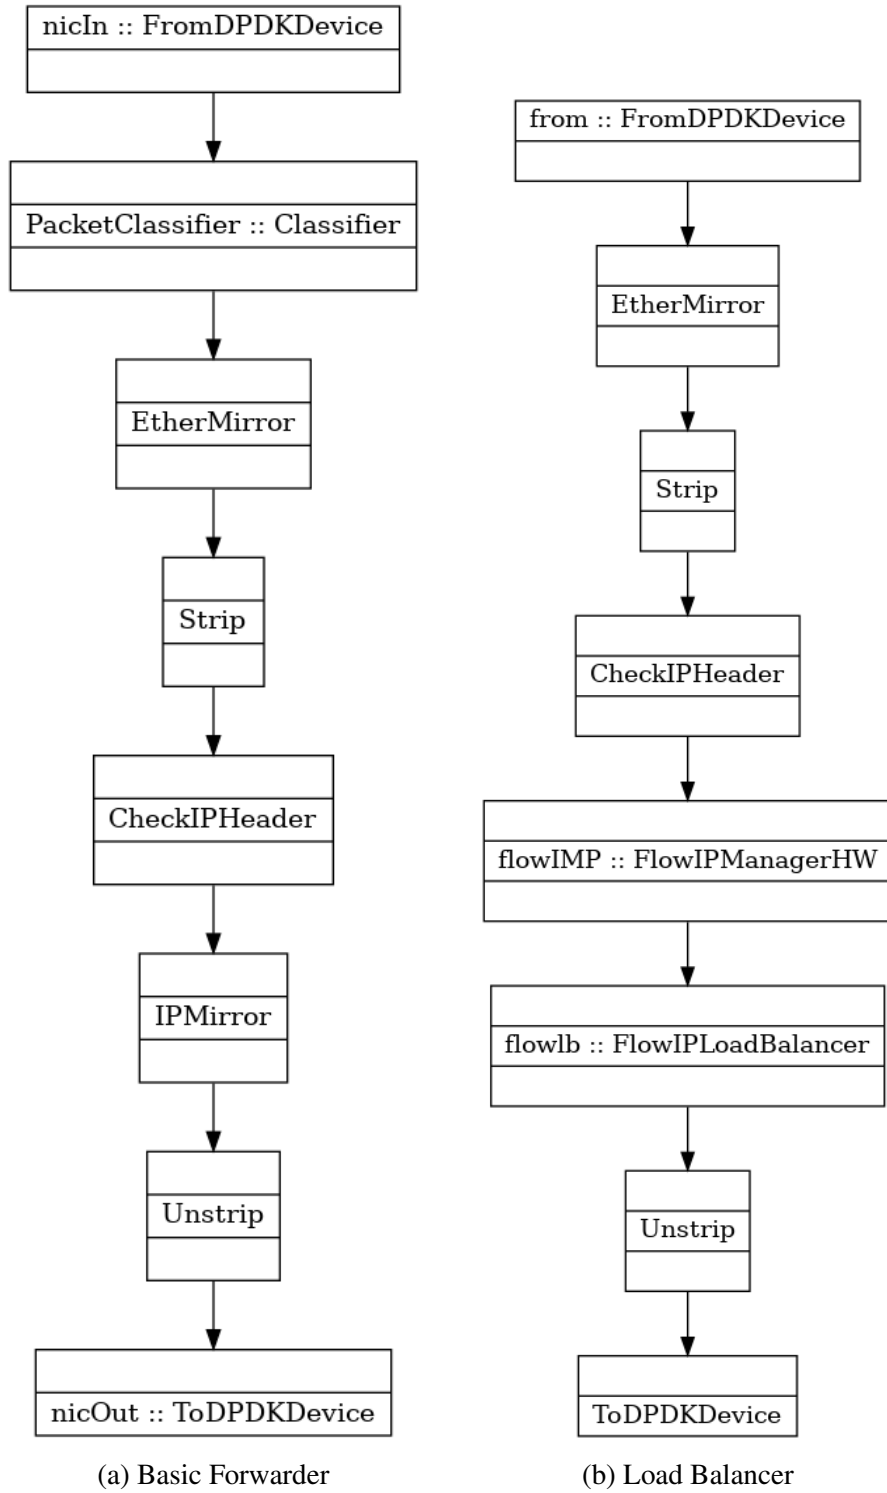 nicIn :: FromDPDKDevice
PacketClassifier :: Classifier
EtherMirror
Strip
CheckIPHeader
IPMirror
Unstrip
nicOut :: ToDPDKDevice
(a) Basic Forwarder
from :: FromDPDKDevice
EtherMirror
Strip
CheckIPHeader
flowIMP :: FlowIPManagerHW
flowlb :: FlowIPLoadBalancer
Unstrip
ToDPDKDevice
(b) Load Balancer